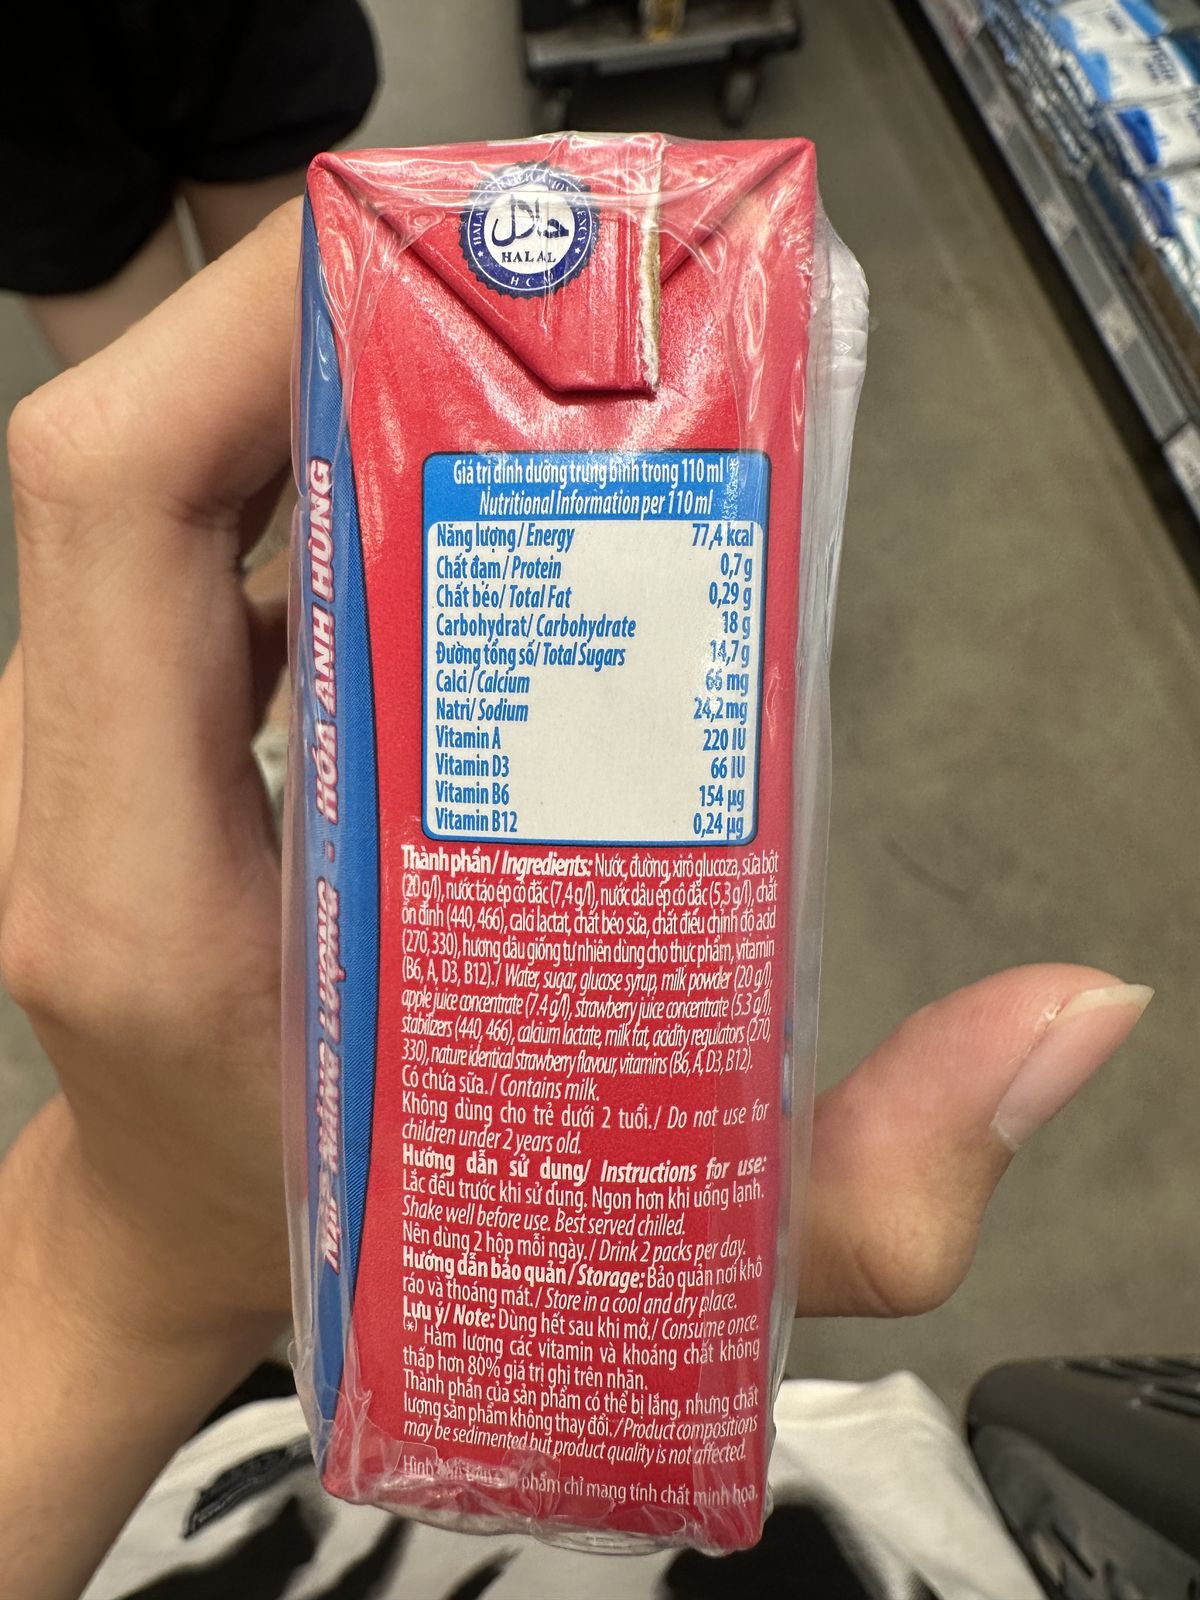 حلال
HALAL
HCA
NẠP NĂNG LƯỢNG - HÓA ANH HÙNG
Giá trị dinh dưỡng trung bình trong 110 ml
Nutritional Information per 110 ml
Năng lượng/ Energy 77,4 kcal
Chất đạm/ Protein 0,7 g
Chất béo/ Total Fat 0,29 g
Carbohydrat/ Carbohydrate 18 g
Đường tổng số/ Total Sugars 14,7 g
Calci/ Calcium 66 mg
Natri/ Sodium 24,2 mg
Vitamin A 220 IU
Vitamin D3 66 IU
Vitamin B6 154 µg
Vitamin B12 0,24 µg
Thành phần/ Ingredients: Nước, đường, xirô glucoza, sữa bột
(20 g/l), nước táo ép cô đặc (7,4 g/l), nước dâu ép cô đặc (5,3 g/l), chất
ổn định (440, 466), calci lactat, chất béo sữa, chất điều chỉnh độ acid
(270, 330), hương dâu giống tự nhiên dùng cho thực phẩm, vitamin
(B6, A, D3, B12)./ Water, sugar, glucose syrup, milk powder (20 g/l),
apple juice concentrate (7.4 g/l), strawberry juice concentrate (5.3 g/l),
stabilizers (440, 466), calcium lactate, milk fat, acidity regulators (270,
330), nature identical strawberry flavour, vitamins (B6, A, D3, B12).
Có chứa sữa./ Contains milk.
Không dùng cho trẻ dưới 2 tuổi./ Do not use for
children under 2 years old.
Hướng dẫn sử dụng/ Instructions for use:
Lắc đều trước khi sử dụng. Ngon hơn khi uống lạnh.
Shake well before use. Best served chilled.
Nên dùng 2 hộp mỗi ngày./ Drink 2 packs per day.
Hướng dẫn bảo quản/ Storage: Bảo quản nơi khô
ráo và thoáng mát./ Store in a cool and dry place.
Lưu ý/ Note: Dùng hết sau khi mở./ Consume once.
(*) Hàm lượng các vitamin và khoáng chất không
thấp hơn 80% giá trị ghi trên nhãn.
Thành phần của sản phẩm có thể bị lắng, nhưng chất
lượng sản phẩm không thay đổi./ Product compositions
may be sedimented but product quality is not affected.
Hình phẩm chỉ mang tính chất minh họa.